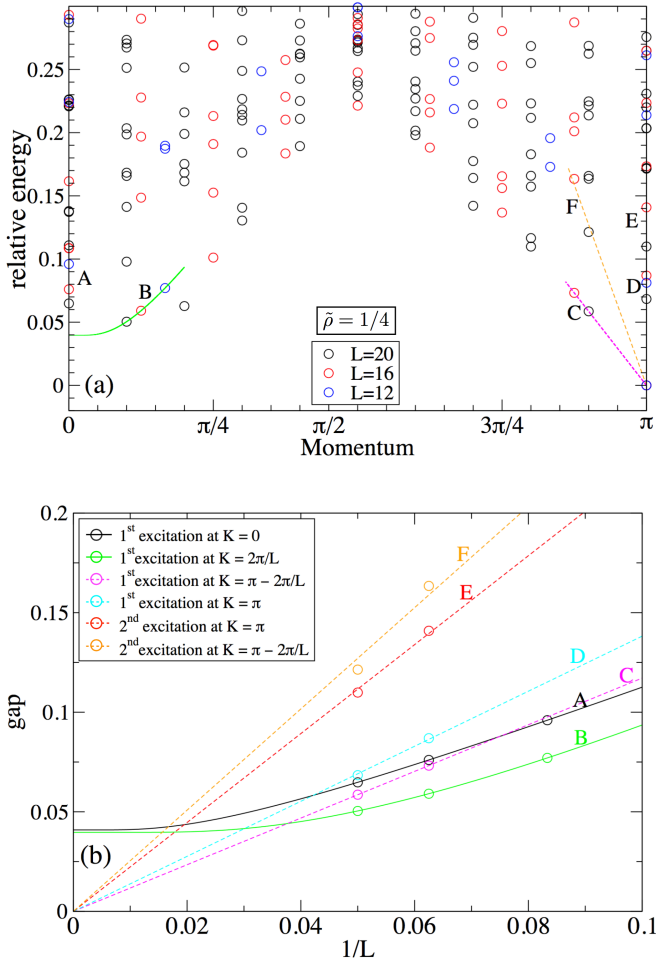 0.25
0.2
0.15
0.1
0.05
0
relative energy
A
B
C
D
E
F
ρ̃ = 1/4
L=20
L=16
L=12
(a)
0
π/4
π/2
3π/4
π
Momentum
0.2
0.15
0.1
0.05
0
gap
1st excitation at K = 0
1st excitation at K = 2π/L
1st excitation at K = π − 2π/L
1st excitation at K = π
2nd excitation at K = π
2nd excitation at K = π − 2π/L
F
E
D
C
A
B
(b)
0
0.02
0.04
0.06
0.08
0.1
1/L